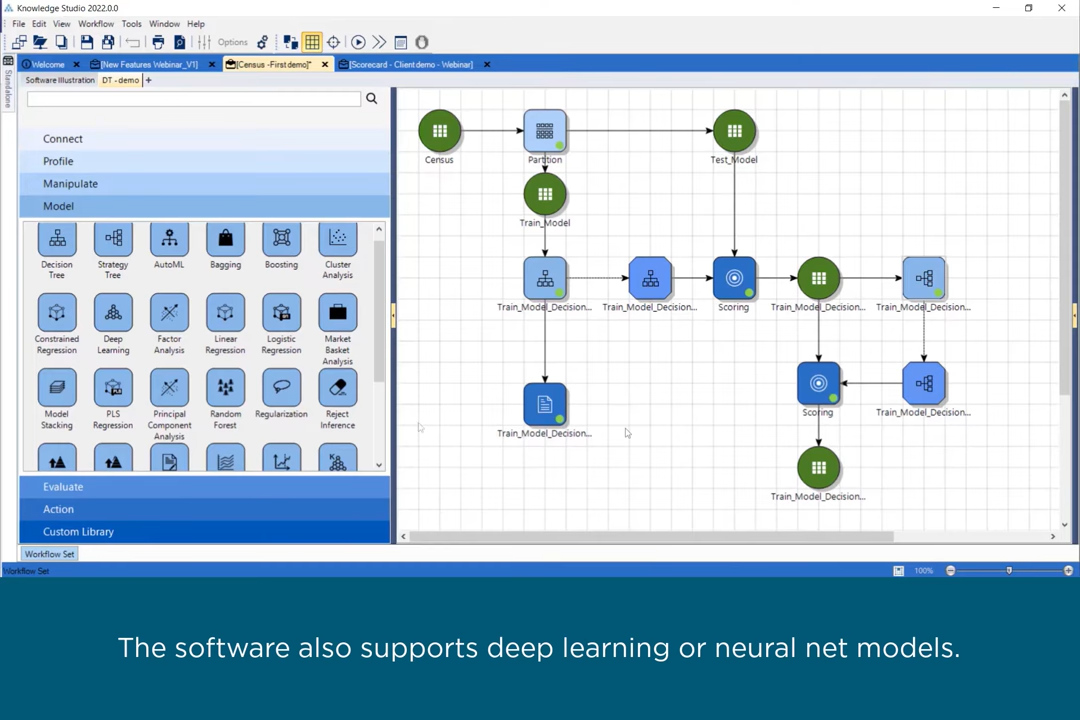 Knowledge Studio 2022.0.0
File Edit View Workflow Tools Window Help
Options
Welcome [New Features Webinar_V1] [Census -First demo]* [Scorecard - Client demo - Webinar]
Standalone
Software Illustration DT - demo +
Connect
Profile
Manipulate
Model
Decision Tree
Strategy Tree
AutoML
Bagging
Boosting
Cluster Analysis
Constrained Regression
Deep Learning
Factor Analysis
Linear Regression
Logistic Regression
Market Basket Analysis
Model Stacking
PLS Regression
Principal Component Analysis
Random Forest
Regularization
Reject Inference
Evaluate
Action
Custom Library
Census
Partition
Test_Model
Train_Model
Train_Model_Decision...
Train_Model_Decision...
Scoring
Train_Model_Decision...
Train_Model_Decision...
Scoring
Train_Model_Decision...
Train_Model_Decision...
Train_Model_Decision...
Workflow Set
Workflow Set
100%
The software also supports deep learning or neural net models.